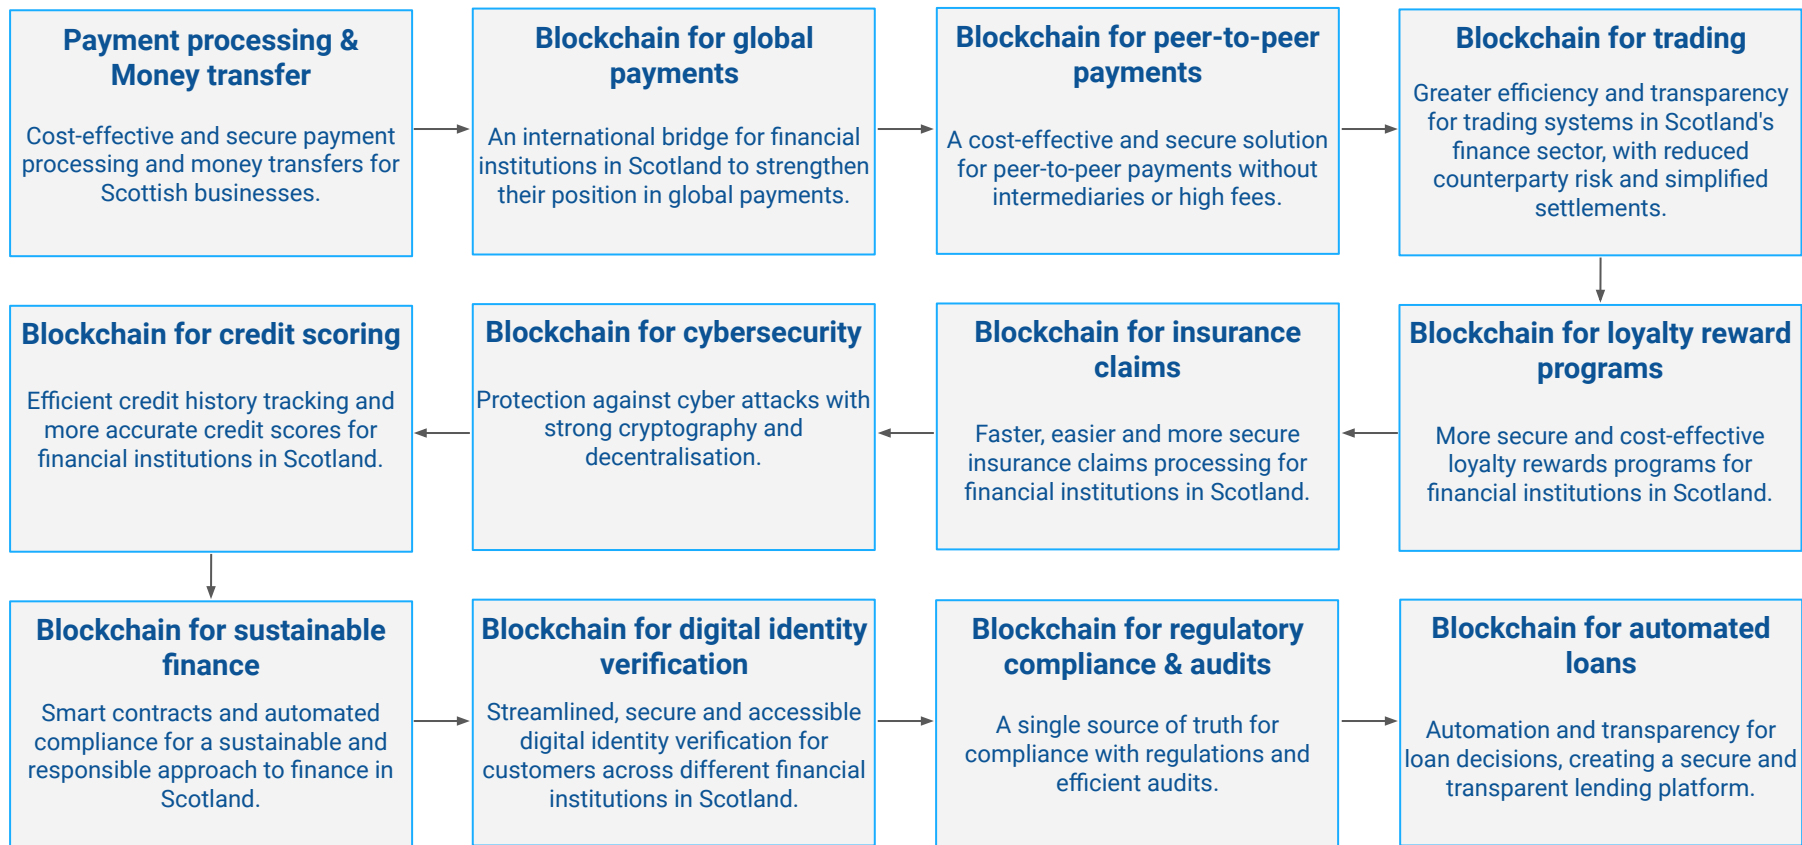 Payment processing &
Money transfer
Cost-effective and secure payment
processing and money transfers for
Scottish businesses.
Blockchain for global
payments
An international bridge for financial
institutions in Scotland to strengthen
their position in global payments.
Blockchain for peer-to-peer
payments
A cost-effective and secure solution
for peer-to-peer payments without
intermediaries or high fees.
Blockchain for trading
Greater efficiency and transparency
for trading systems in Scotland's
finance sector, with reduced
counterparty risk and simplified
settlements.
Blockchain for loyalty reward
programs
More secure and cost-effective
loyalty rewards programs for
financial institutions in Scotland.
Blockchain for insurance
claims
Faster, easier and more secure
insurance claims processing for
financial institutions in Scotland.
Blockchain for cybersecurity
Protection against cyber attacks with
strong cryptography and
decentralisation.
Blockchain for credit scoring
Efficient credit history tracking and
more accurate credit scores for
financial institutions in Scotland.
Blockchain for sustainable
finance
Smart contracts and automated
compliance for a sustainable and
responsible approach to finance in
Scotland.
Blockchain for digital identity
verification
Streamlined, secure and accessible
digital identity verification for
customers across different financial
institutions in Scotland.
Blockchain for regulatory
compliance & audits
A single source of truth for
compliance with regulations and
efficient audits.
Blockchain for automated
loans
Automation and transparency for
loan decisions, creating a secure and
transparent lending platform.